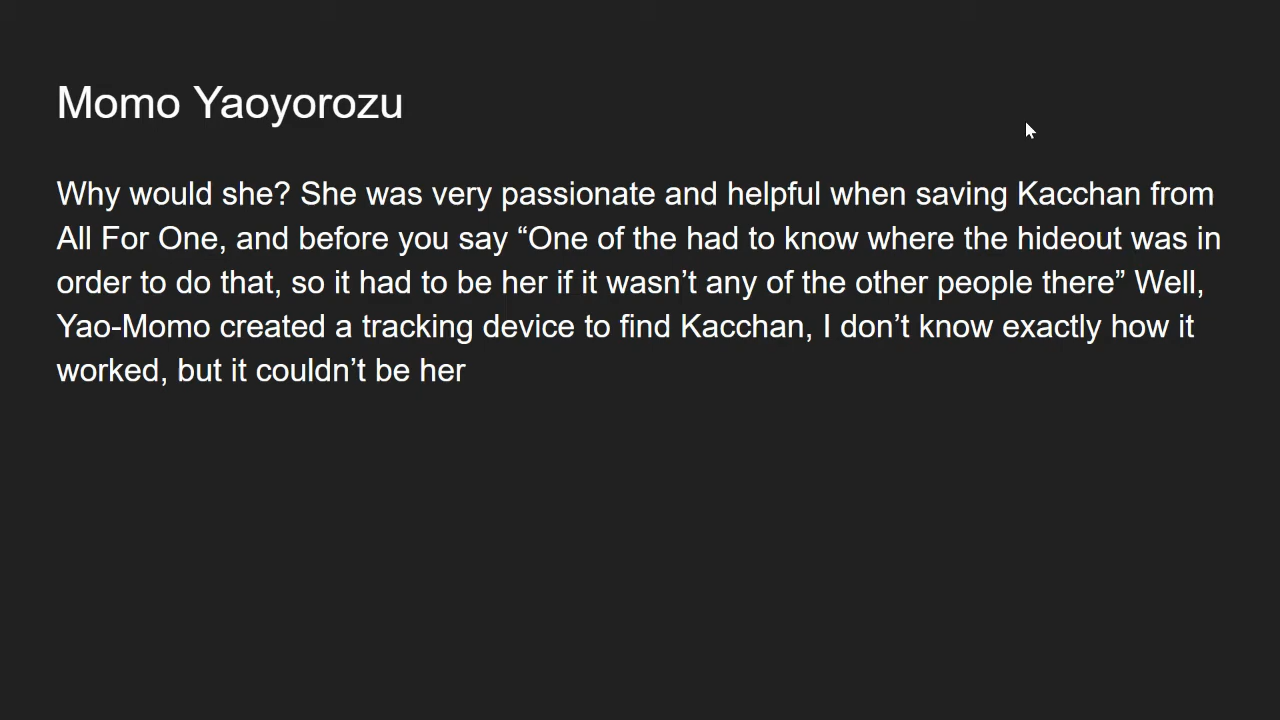 Momo Yaoyorozu
Why would she? She was very passionate and helpful when saving Kacchan from
All For One, and before you say “One of the had to know where the hideout was in
order to do that, so it had to be her if it wasn’t any of the other people there” Well,
Yao-Momo created a tracking device to find Kacchan, I don’t know exactly how it
worked, but it couldn’t be her